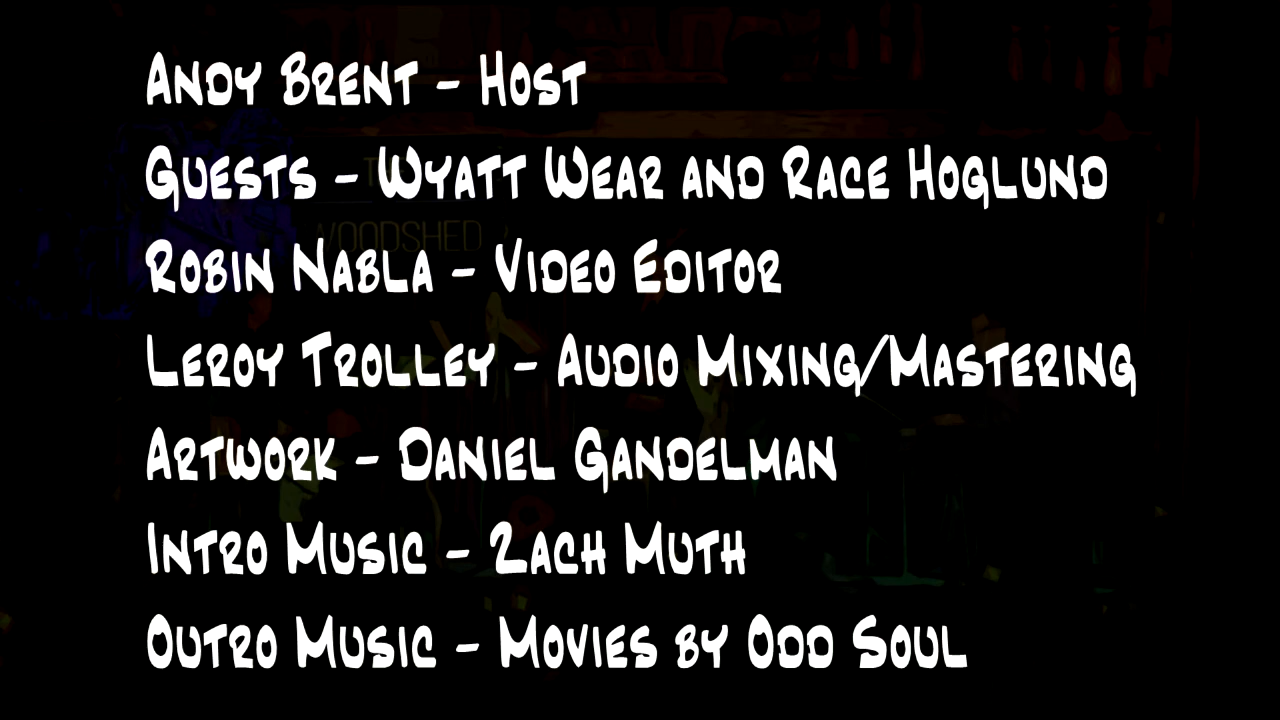 Andy Brent - Host
Guests - Wyatt Wear and Race Hoglund
WOODSHED
Robin Nabla - Video Editor
Leroy Trolley - Audio Mixing/Mastering
Artwork - Daniel Gandelman
Intro Music - Zach Muth
Outro Music - Movies by Odd Soul